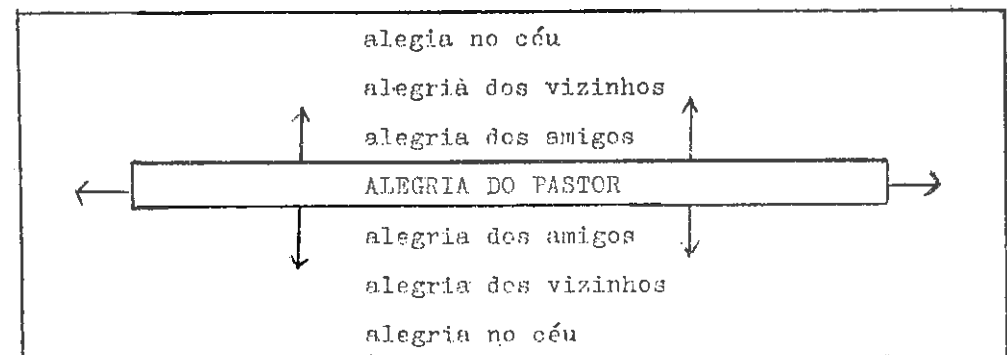 alegia no céu
alegrià dos vizinhos
alegria dos amigos
ALEGRIA DO PASTOR
alegria dos amigos
alegria dos vizinhos
alegria no céu